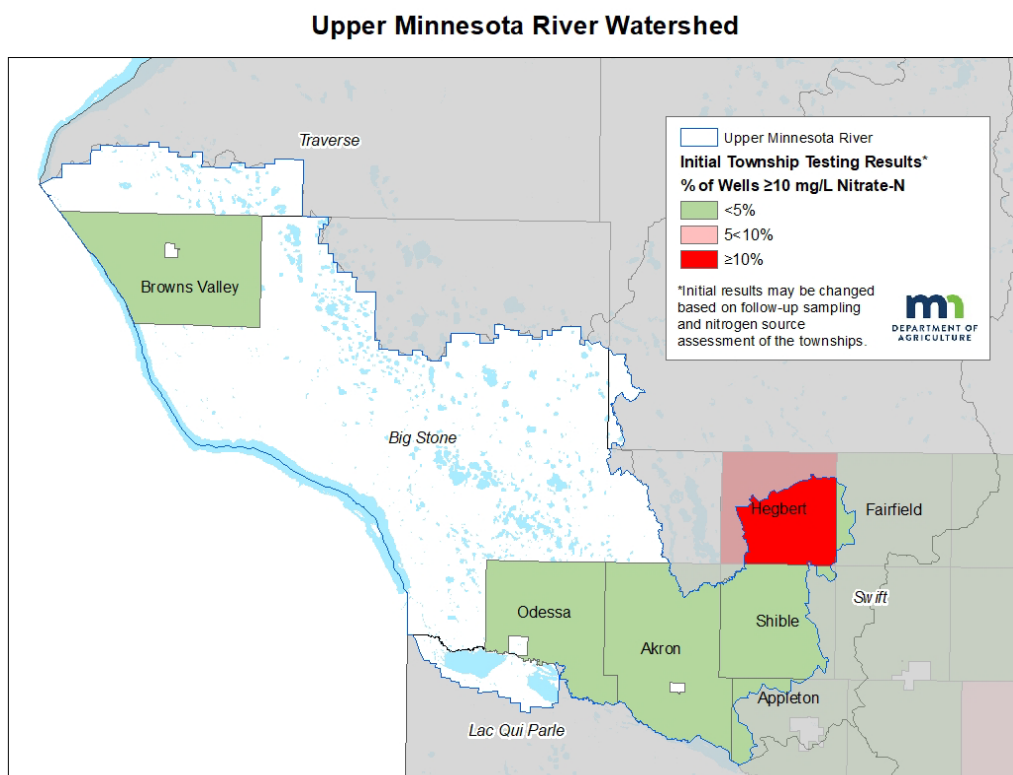 Upper Minnesota River Watershed
Traverse
Upper Minnesota River
Initial Township Testing Results*
% of Wells ≥10 mg/L Nitrate-N
<5%
5<10%
≥10%
*Initial results may be changed
based on follow-up sampling
and nitrogen source
assessment of the townships.
mn
DEPARTMENT OF
AGRICULTURE
Browns Valley
Big Stone
Hegbert
Fairfield
Swift
Odessa
Shible
Akron
Appleton
Lac Qui Parle